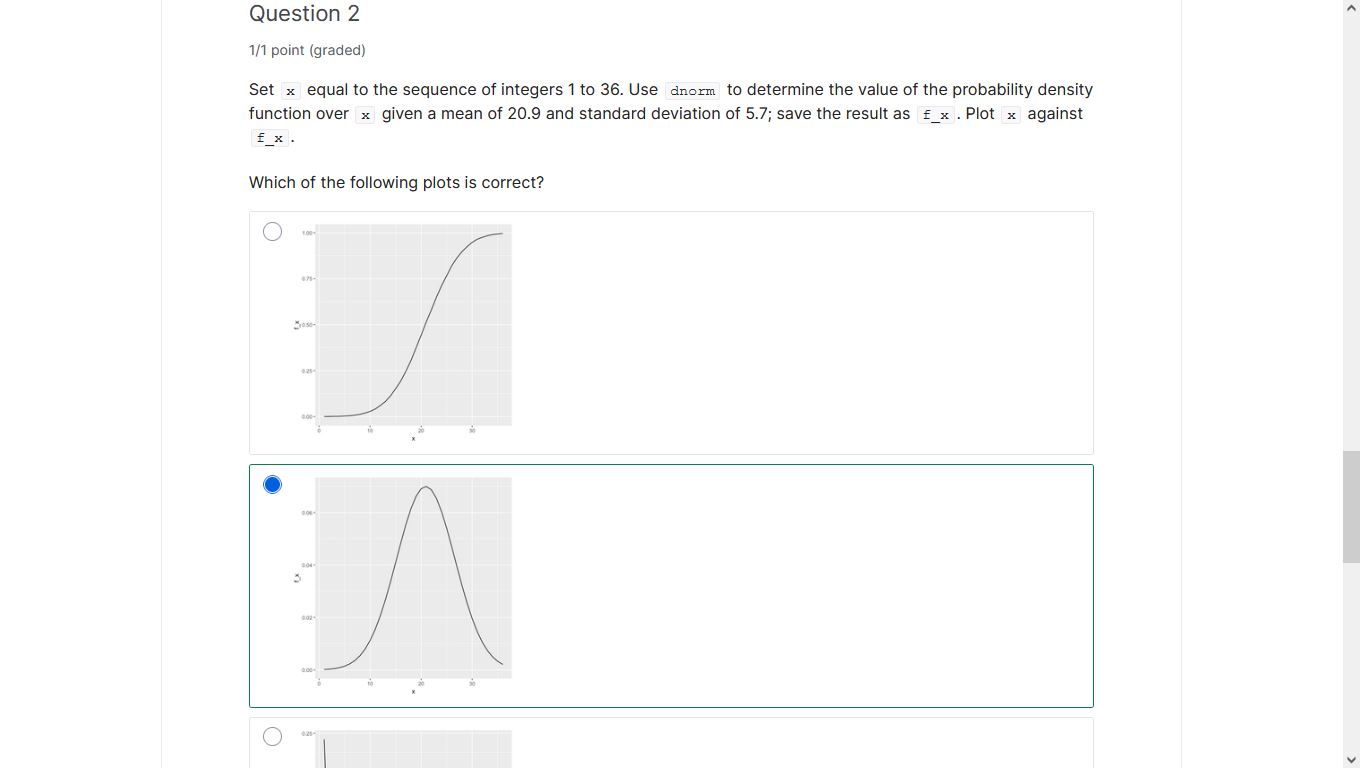 Question 2
1/1 point (graded)
Set x equal to the sequence of integers 1 to 36. Use dnorm to determine the value of the probability density
function over x given a mean of 20.9 and standard deviation of 5.7; save the result as f_x. Plot x against
f_x.
Which of the following plots is correct?
1.00
0.75
f_x
0.50
0.25
0.00
0 10 20 30
x
0.06
0.04
f_x
0.02
0.00
0 10 20 30
x
0.25